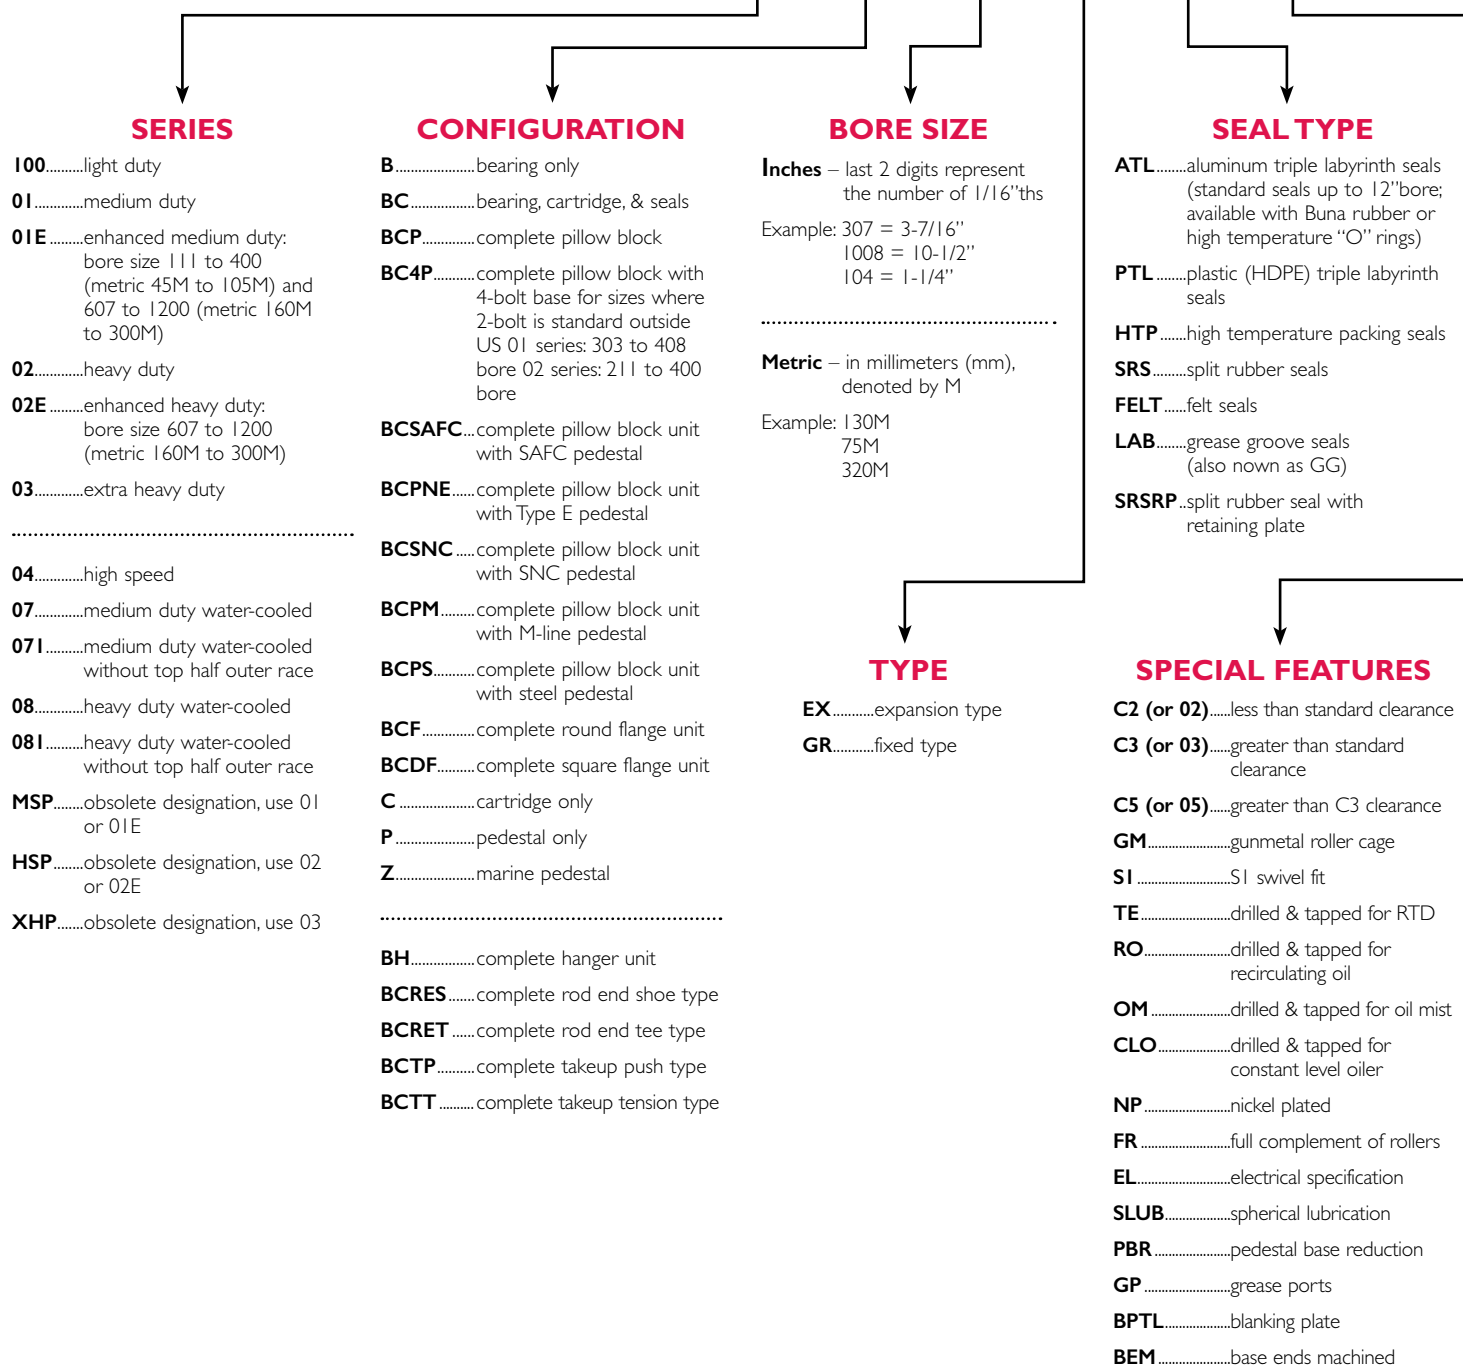 SERIES
100..........light duty
01.............medium duty
01E.........enhanced medium duty:
bore size 111 to 400
(metric 45M to 105M) and
607 to 1200 (metric 160M
to 300M)
02.............heavy duty
02E.........enhanced heavy duty:
bore size 607 to 1200
(metric 160M to 300M)
03.............extra heavy duty
04.............high speed
07.............medium duty water-cooled
071..........medium duty water-cooled
without top half outer race
08.............heavy duty water-cooled
081..........heavy duty water-cooled
without top half outer race
MSP........obsolete designation, use 01
or 01E
HSP........obsolete designation, use 02
or 02E
XHP.......obsolete designation, use 03
CONFIGURATION
B......................bearing only
BC.................bearing, cartridge, & seals
BCP..............complete pillow block
BC4P...........complete pillow block with
4-bolt base for sizes where
2-bolt is standard outside
US 01 series: 303 to 408
bore 02 series: 211 to 400
bore
BCSAFC...complete pillow block unit
with SAFC pedestal
BCPNE......complete pillow block unit
with Type E pedestal
BCSNC.....complete pillow block unit
with SNC pedestal
BCPM.........complete pillow block unit
with M-line pedestal
BCPS...........complete pillow block unit
with steel pedestal
BCF..............complete round flange unit
BCDF..........complete square flange unit
C.....................cartridge only
P......................pedestal only
Z......................marine pedestal
BH.................complete hanger unit
BCRES.......complete rod end shoe type
BCRET......complete rod end tee type
BCTP..........complete takeup push type
BCTT..........complete takeup tension type
BORE SIZE
Inches – last 2 digits represent
the number of 1/16”ths
Example: 307 = 3-7/16”
1008 = 10-1/2”
104 = 1-1/4”
Metric – in millimeters (mm),
denoted by M
Example: 130M
75M
320M
TYPE
EX...........expansion type
GR...........fixed type
SEAL TYPE
ATL........aluminum triple labyrinth seals
(standard seals up to 12”bore;
available with Buna rubber or
high temperature “O” rings)
PTL........plastic (HDPE) triple labyrinth
seals
HTP.......high temperature packing seals
SRS.........split rubber seals
FELT......felt seals
LAB........grease groove seals
(also nown as GG)
SRSRP..split rubber seal with
retaining plate
SPECIAL FEATURES
C2 (or 02)......less than standard clearance
C3 (or 03)......greater than standard
clearance
C5 (or 05)......greater than C3 clearance
GM.......................gunmetal roller cage
S1..........................S1 swivel fit
TE.........................drilled & tapped for RTD
RO........................drilled & tapped for
recirculating oil
OM......................drilled & tapped for oil mist
CLO....................drilled & tapped for
constant level oiler
NP........................nickel plated
FR.........................full complement of rollers
EL..........................electrical specification
SLUB...................spherical lubrication
PBR.....................pedestal base reduction
GP........................grease ports
BPTL...................blanking plate
BEM....................base ends machined